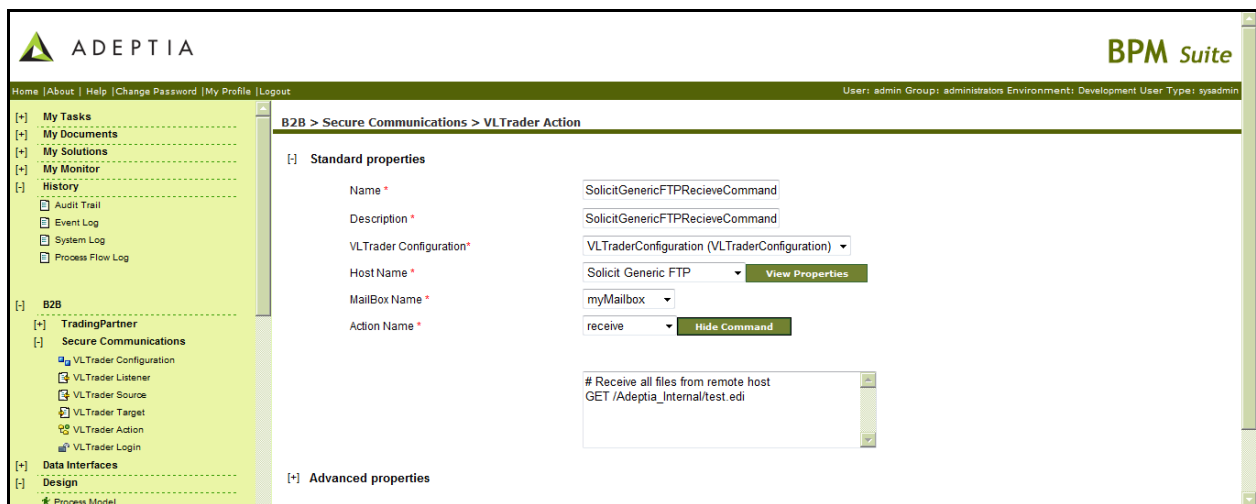 ADEPTIA
BPM Suite
Home |About | Help |Change Password |My Profile |Logout
User: admin Group: administrators Environment: Development User Type: sysadmin
[+] My Tasks
[+] My Documents
[+] My Solutions
[+] My Monitor
[-] History
Audit Trail
Event Log
System Log
Process Flow Log
[-] B2B
[+] TradingPartner
[-] Secure Communications
VLTrader Configuration
VLTrader Listener
VLTrader Source
VLTrader Target
VLTrader Action
VLTrader Login
[+] Data Interfaces
[-] Design
Process Model
B2B > Secure Communications > VLTrader Action
[-] Standard properties
Name * SolicitGenericFTPRecieveCommand
Description * SolicitGenericFTPRecieveCommand
VLTrader Configuration* VLTraderConfiguration (VLTraderConfiguration)
Host Name * Solicit Generic FTP View Properties
MailBox Name * myMailbox
Action Name * receive Hide Command
# Receive all files from remote host
GET /Adeptia_Internal/test.edi
[+] Advanced properties